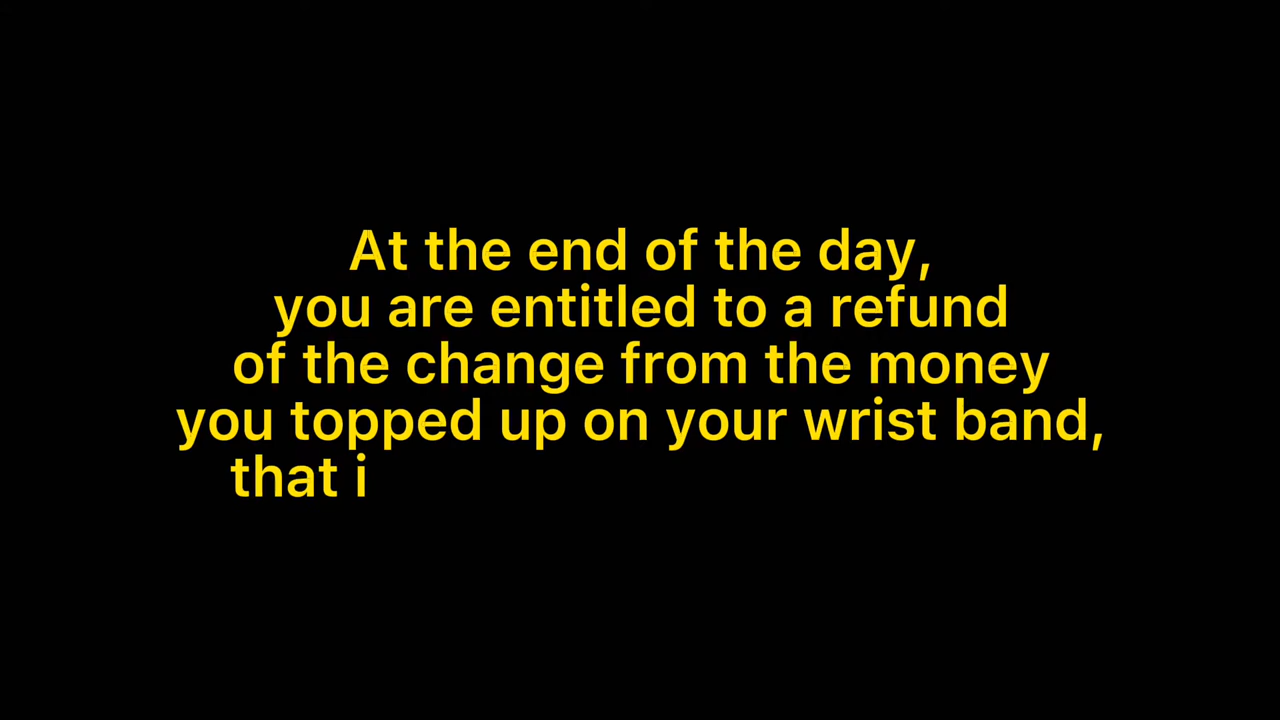 At the end of the day,
you are entitled to a refund
of the change from the money
you topped up on your wrist band,
that i